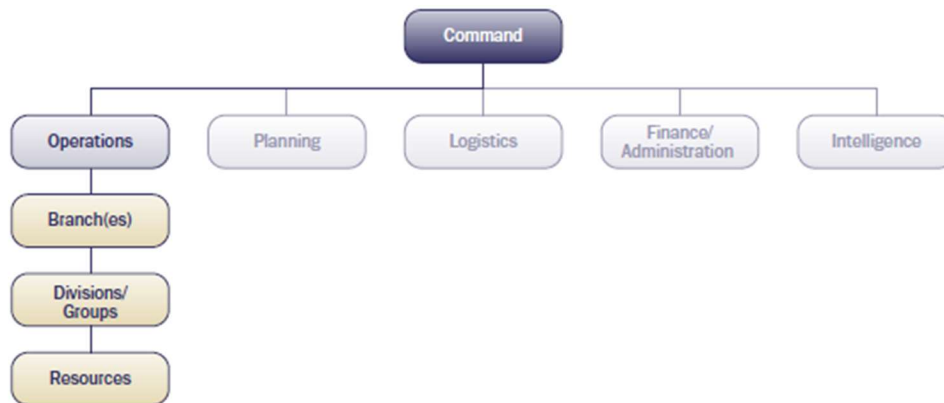 Command
Operations
Planning
Logistics
Finance/
Administration
Intelligence
Branch(es)
Divisions/
Groups
Resources